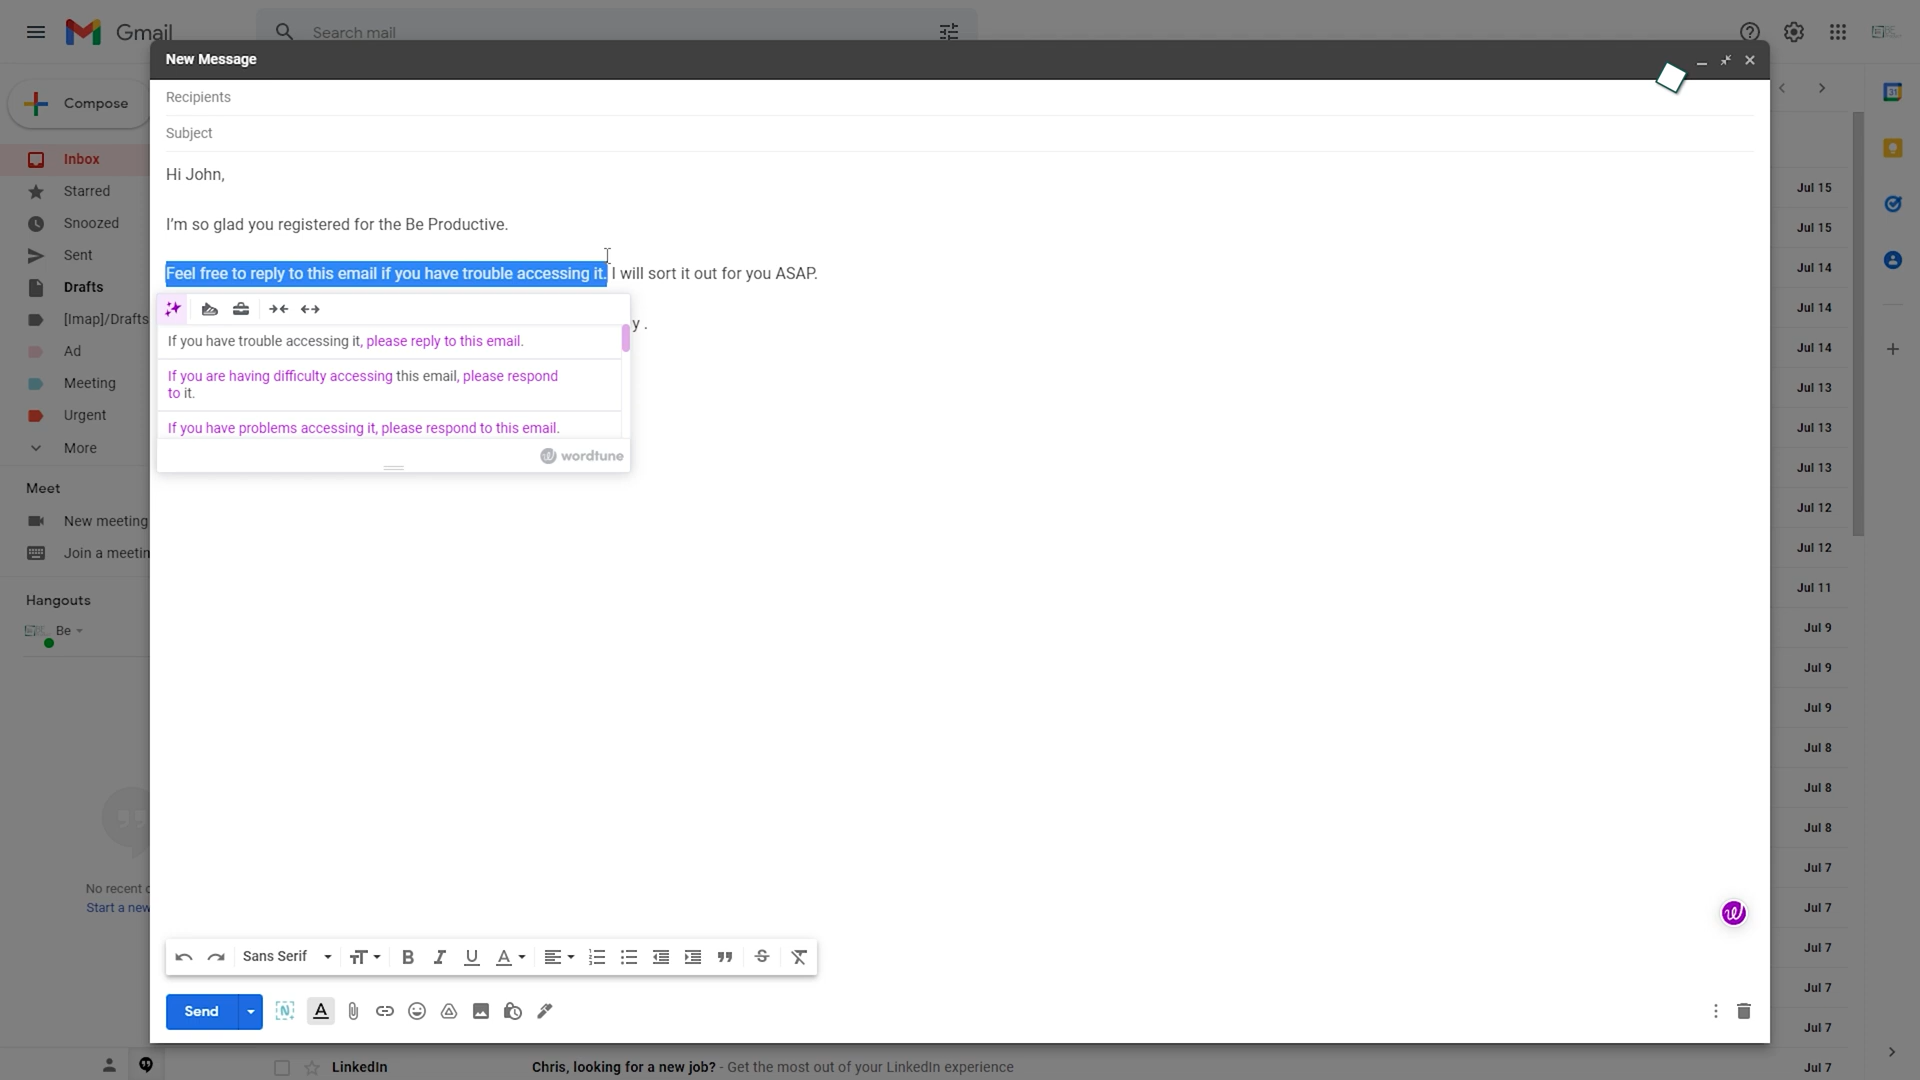 Gmail
Search mail
Compose
Inbox
Starred
Snoozed
Sent
Drafts
[Imap]/Drafts
Ad
Meeting
Urgent
More
Meet
New meeting
Join a meetin
Hangouts
Be
No recent c
Start a new
New Message
Recipients
Subject
Hi John,
I'm so glad you registered for the Be Productive.
Feel free to reply to this email if you have trouble accessing it. I will sort it out for you ASAP.
y .
If you have trouble accessing it, please reply to this email.
If you are having difficulty accessing this email, please respond
to it.
If you have problems accessing it, please respond to this email.
wordtune
Sans Serif
Send
31
Jul 15
Jul 15
Jul 14
Jul 14
Jul 14
Jul 13
Jul 13
Jul 13
Jul 12
Jul 12
Jul 11
Jul 9
Jul 9
Jul 9
Jul 8
Jul 8
Jul 8
Jul 7
Jul 7
Jul 7
Jul 7
Jul 7
LinkedIn Chris, looking for a new job? - Get the most out of your LinkedIn experience Jul 7